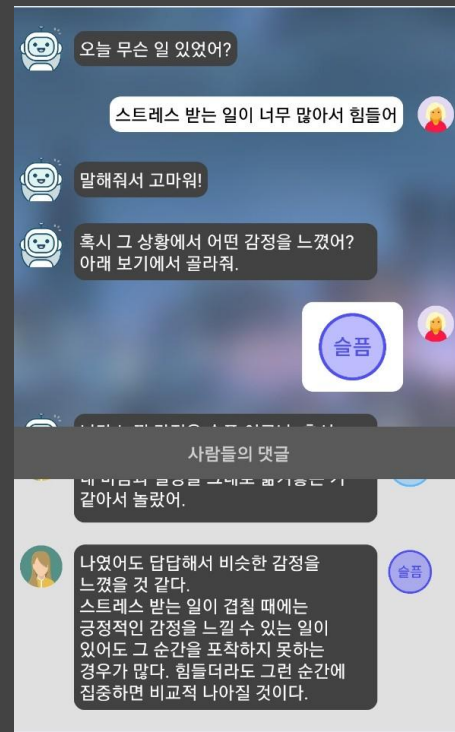 오늘 무슨 일 있었어?
스트레스 받는 일이 너무 많아서 힘들어
말해줘서 고마워!
혹시 그 상황에서 어떤 감정을 느꼈어?
아래 보기에서 골라줘.
슬픔
사람들의 댓글
같아서 놀랐어.
나였어도 답답해서 비슷한 감정을
느꼈을 것 같다.
스트레스 받는 일이 겹칠 때에는
긍정적인 감정을 느낄 수 있는 일이
있어도 그 순간을 포착하지 못하는
경우가 많다. 힘들더라도 그런 순간에
집중하면 비교적 나아질 것이다.
슬픔